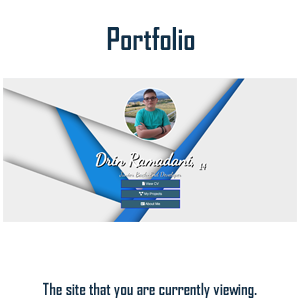 Portfolio
Drin Ramadani, 14
Junior Backend Developer
View CV
My Projects
About Me
The site that you are currently viewing.